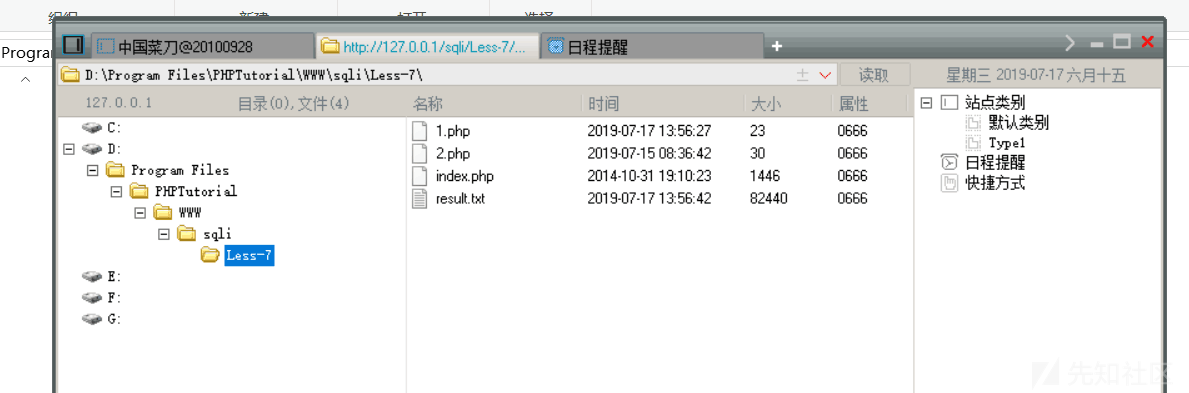 组织 新建 打开 选择
Program
中国菜刀@20100928 http://127.0.0.1/sqli/Less-7/... 日程提醒 +
D:\Program Files\PHPTutorial\WWW\sqli\Less-7\ 读取 星期三 2019-07-17 六月十五
127.0.0.1 目录(0),文件(4) 名称 时间 大小 属性
C:
D:
Program Files
PHPTutorial
WWW
sqli
Less-7
E:
F:
G:
1.php 2019-07-17 13:56:27 23 0666
2.php 2019-07-15 08:36:42 30 0666
index.php 2014-10-31 19:10:23 1446 0666
result.txt 2019-07-17 13:56:42 82440 0666
站点类别
默认类别
Type1
日程提醒
快捷方式
先知社区